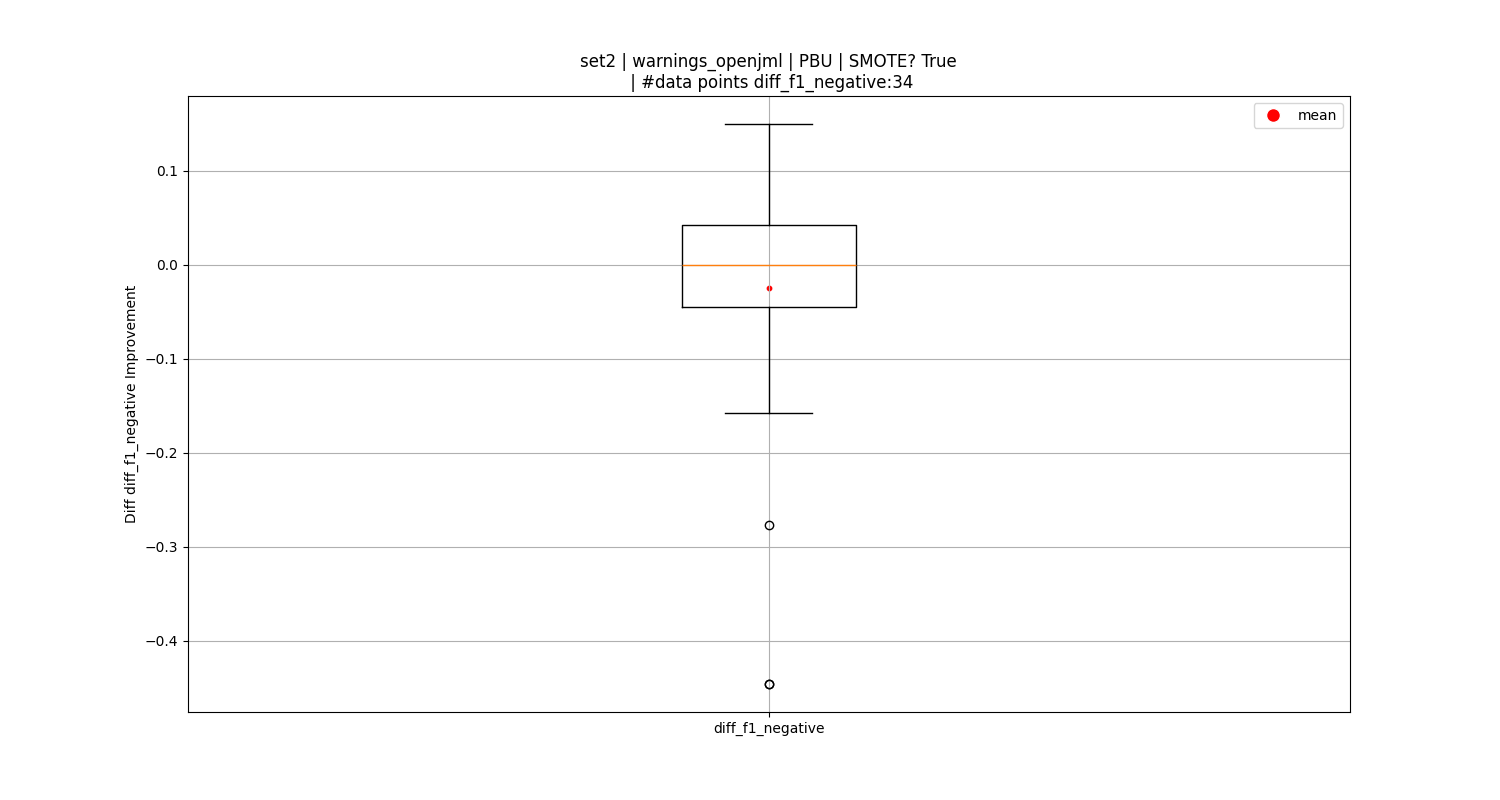 set2 | warnings_openjml | PBU | SMOTE? True
| #data points diff_f1_negative:34
mean
0.1
0.0
−0.1
−0.2
−0.3
−0.4
Diff diff_f1_negative Improvement
diff_f1_negative